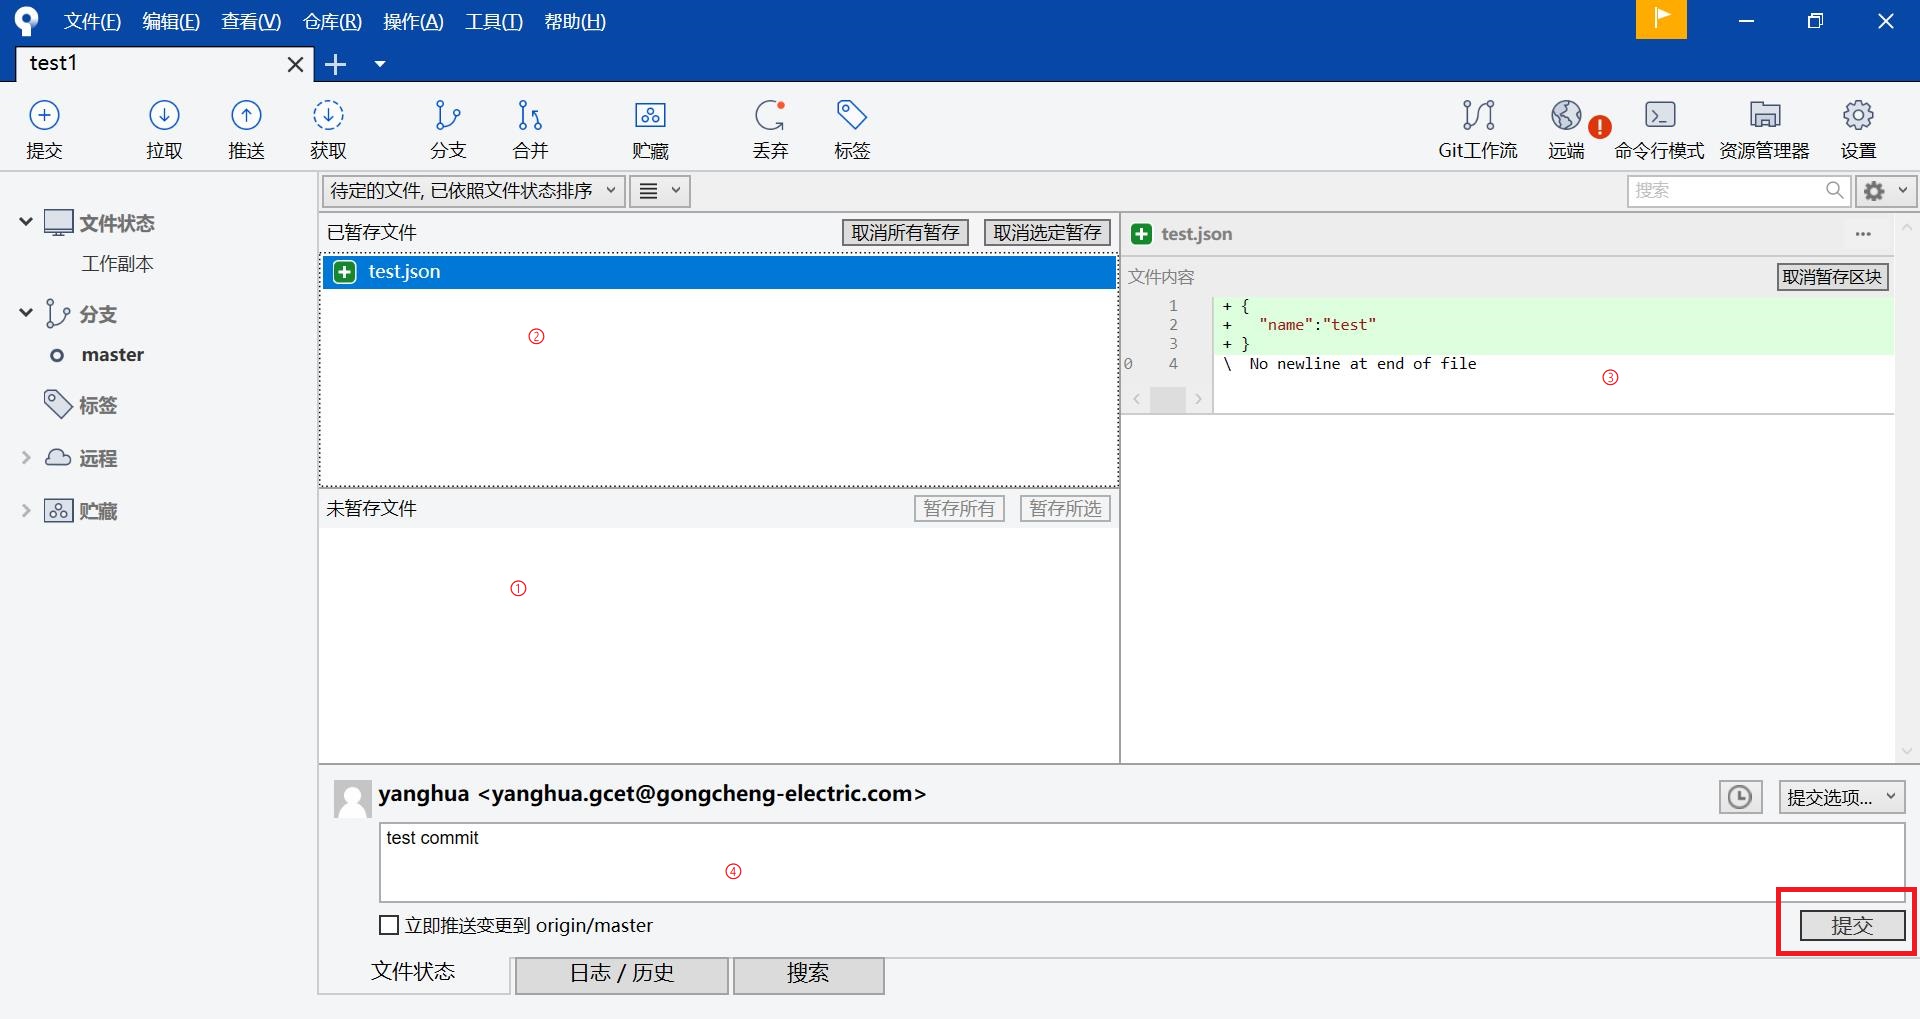 文件(F) 编辑(E) 查看(V) 仓库(R) 操作(A) 工具(T) 帮助(H)
test1
提交 拉取 推送 获取 分支 合并 贮藏 丢弃 标签 Git工作流 远端 命令行模式 资源管理器 设置
待定的文件, 已依照文件状态排序 搜索
文件状态
工作副本
分支
master
标签
远程
贮藏
已暂存文件 取消所有暂存 取消选定暂存
test.json
②
未暂存文件 暂存所有 暂存所选
①
test.json ...
文件内容 取消暂存区块
1 + {
2 + "name":"test"
3 + }
0 4 \ No newline at end of file
③
yanghua <yanghua.gcet@gongcheng-electric.com> 提交选项...
test commit
④
立即推送变更到 origin/master 提交
文件状态 日志 / 历史 搜索